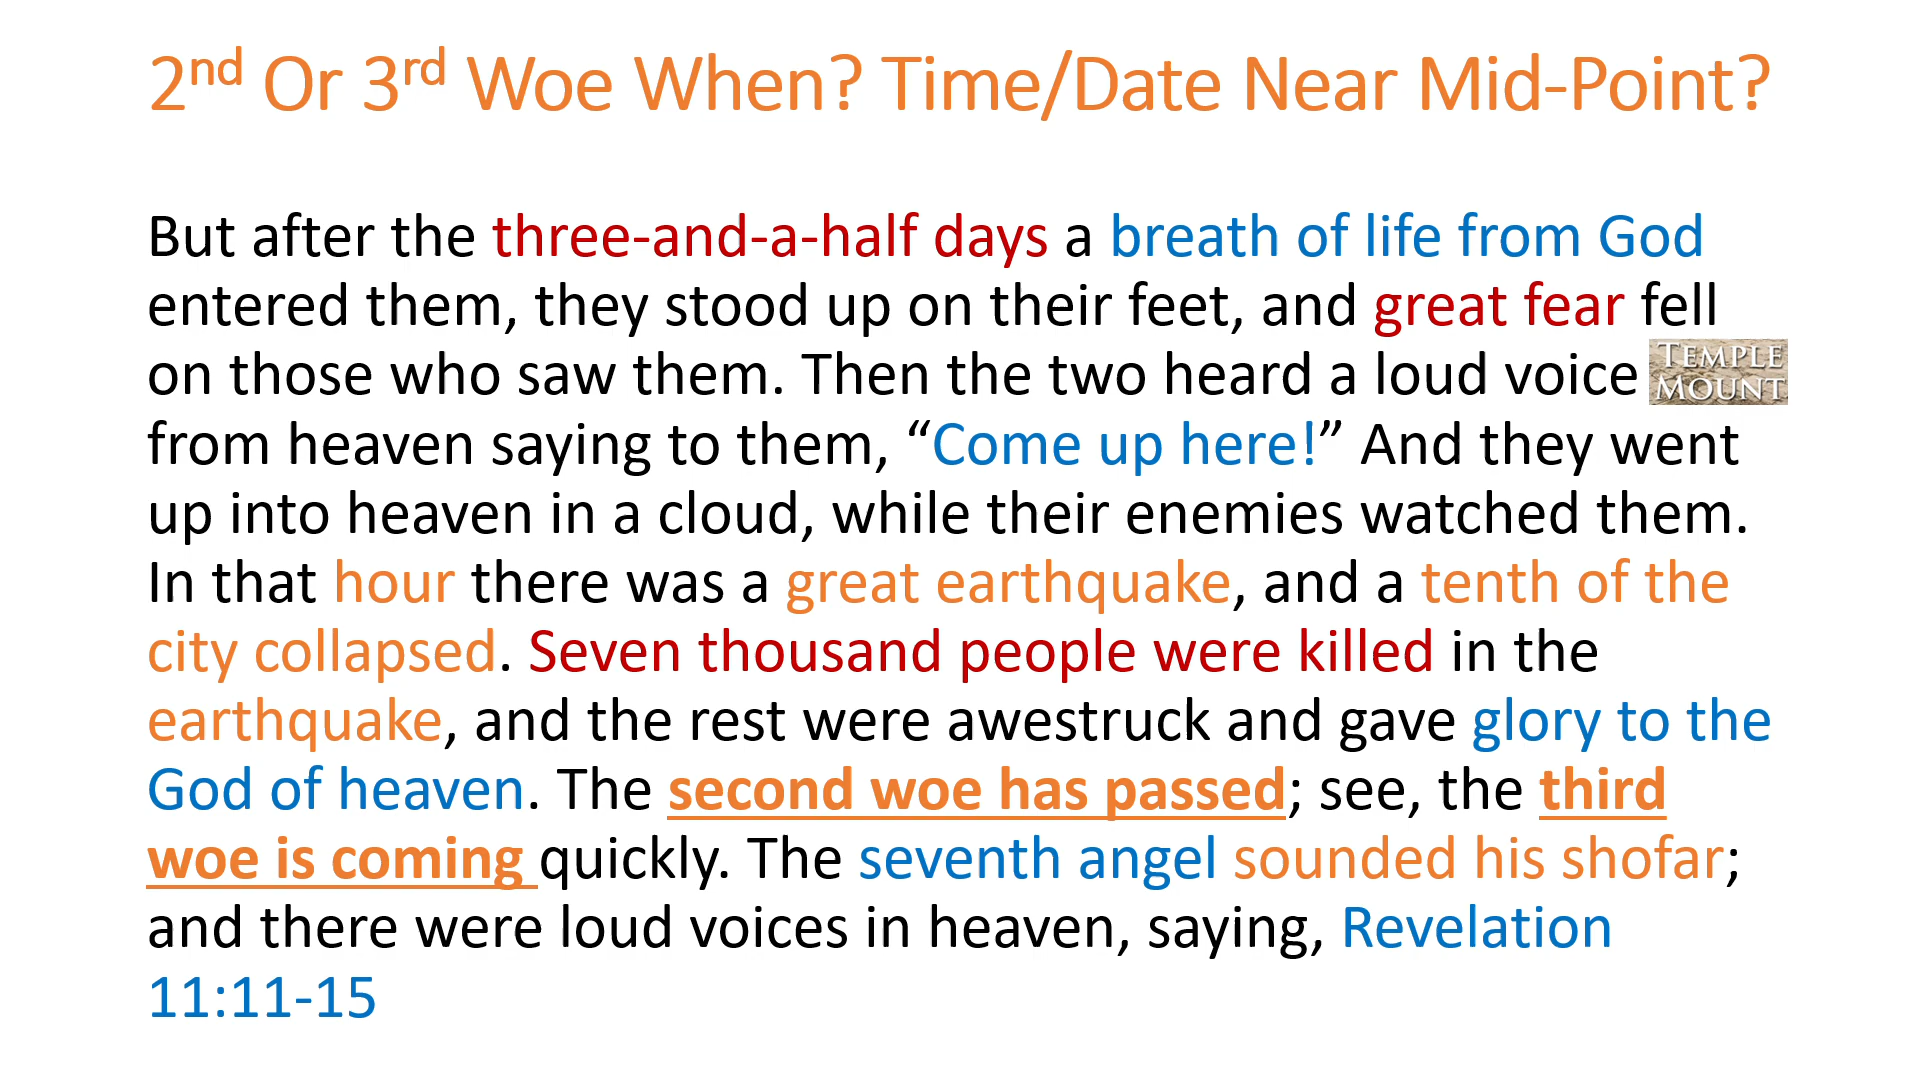 2nd Or 3rd Woe When? Time/Date Near Mid-Point?
But after the three-and-a-half days a breath of life from God
entered them, they stood up on their feet, and great fear fell
on those who saw them. Then the two heard a loud voice
TEMPLE
MOUNT
from heaven saying to them, “Come up here!” And they went
up into heaven in a cloud, while their enemies watched them.
In that hour there was a great earthquake, and a tenth of the
city collapsed. Seven thousand people were killed in the
earthquake, and the rest were awestruck and gave glory to the
God of heaven. The second woe has passed; see, the third
woe is coming quickly. The seventh angel sounded his shofar;
and there were loud voices in heaven, saying, Revelation
11:11-15